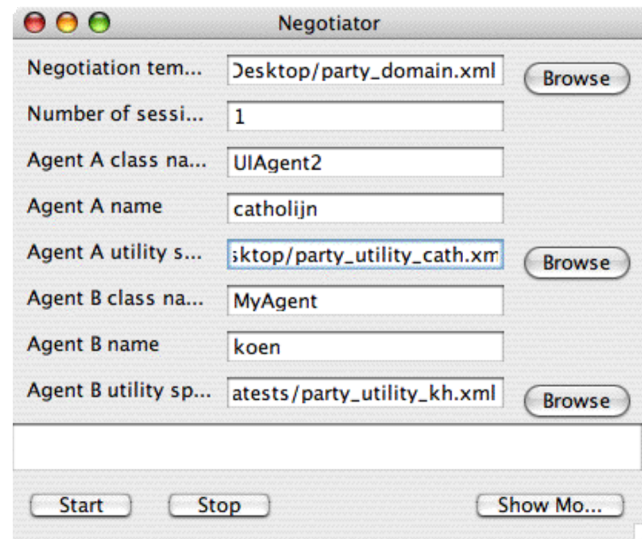 Negotiator
Negotiation tem... Desktop/party_domain.xml Browse
Number of sessi... 1
Agent A class na... UIAgent2
Agent A name catholijn
Agent A utility s... sktop/party_utility_cath.xm Browse
Agent B class na... MyAgent
Agent B name koen
Agent B utility sp... atests/party_utility_kh.xml Browse
Start Stop Show Mo...